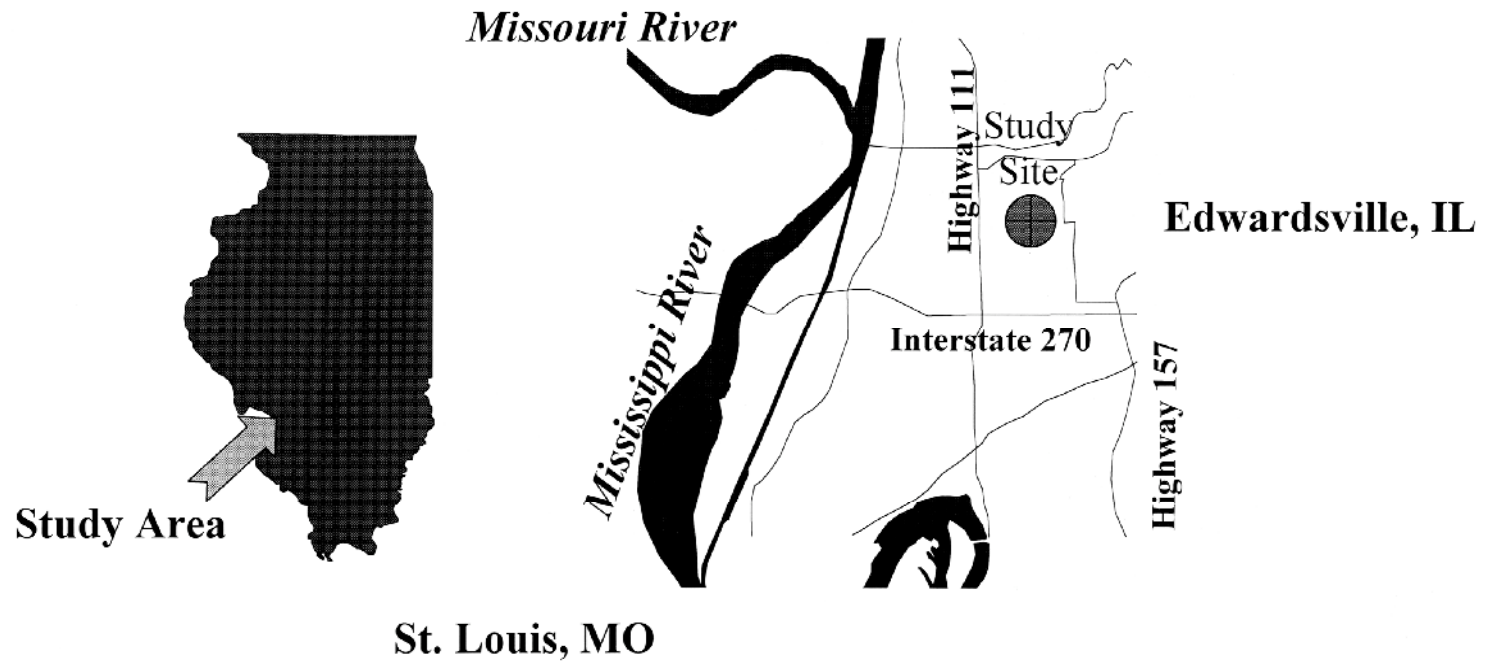 Missouri River
Highway 111
Study
Site
Edwardsville, IL
Mississippi River
Interstate 270
Highway 157
Study Area
St. Louis, MO